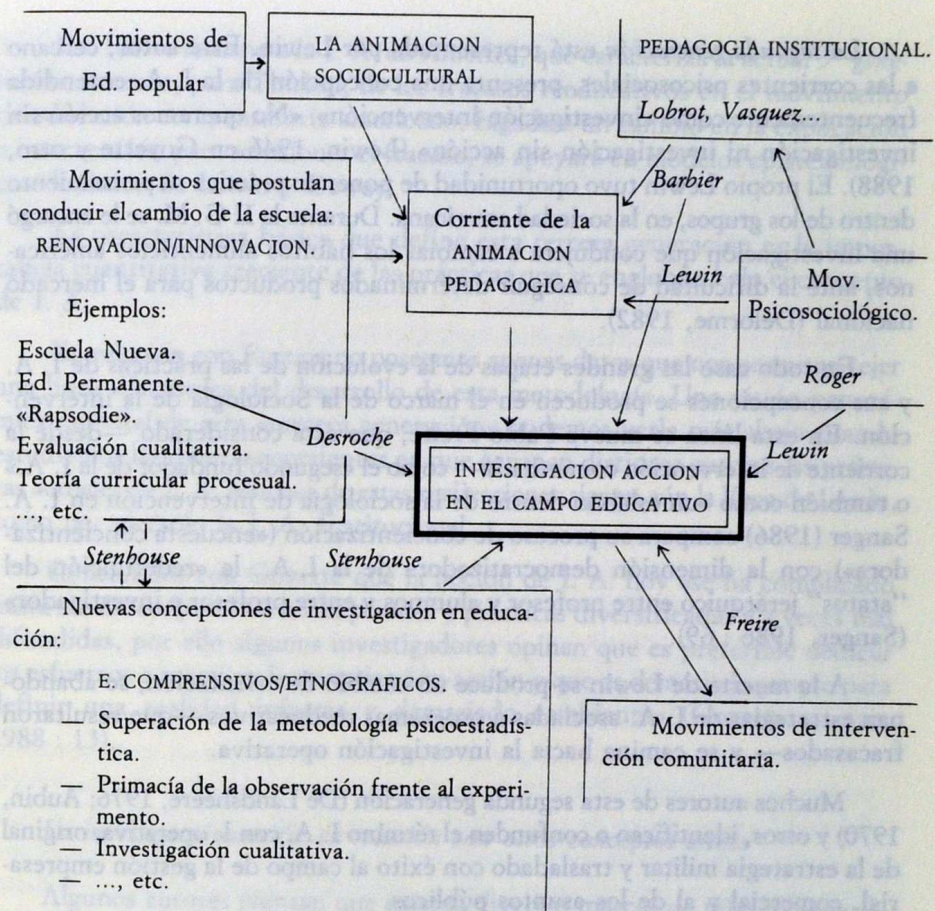 Movimientos de
Ed. popular
LA ANIMACION
SOCIOCULTURAL
PEDAGOGIA INSTITUCIONAL.
Lobrot, Vasquez...
Barbier
Movimientos que postulan
conducir el cambio de la escuela:
RENOVACION/INNOVACION.
Corriente de la
ANIMACION
PEDAGOGICA
Lewin
Mov.
Psicosociológico.
Ejemplos:
Escuela Nueva.
Ed. Permanente.
«Rapsodie».
Evaluación cualitativa.
Teoría curricular procesual.
..., etc.
Roger
Desroche
Lewin
INVESTIGACION ACCION
EN EL CAMPO EDUCATIVO
Stenhouse
Stenhouse
Freire
Nuevas concepciones de investigación en educa-
ción:
E. COMPRENSIVOS/ETNOGRAFICOS.
— Superación de la metodología psicoestadís-
tica.
— Primacía de la observación frente al experi-
mento.
— Investigación cualitativa.
— ..., etc.
Movimientos de interven-
ción comunitaria.